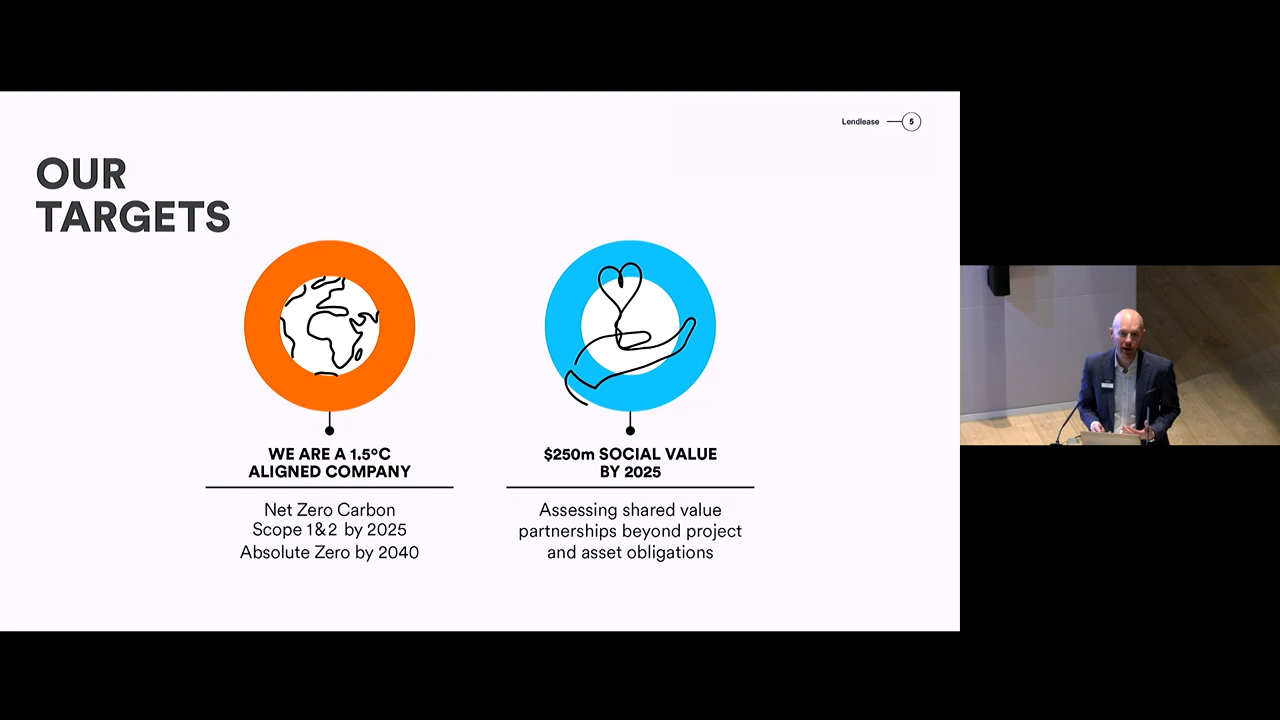 Lendlease
5
OUR
TARGETS
WE ARE A 1.5°C
ALIGNED COMPANY
Net Zero Carbon
Scope 1 & 2 by 2025
Absolute Zero by 2040
$250m SOCIAL VALUE
BY 2025
Assessing shared value
partnerships beyond project
and asset obligations